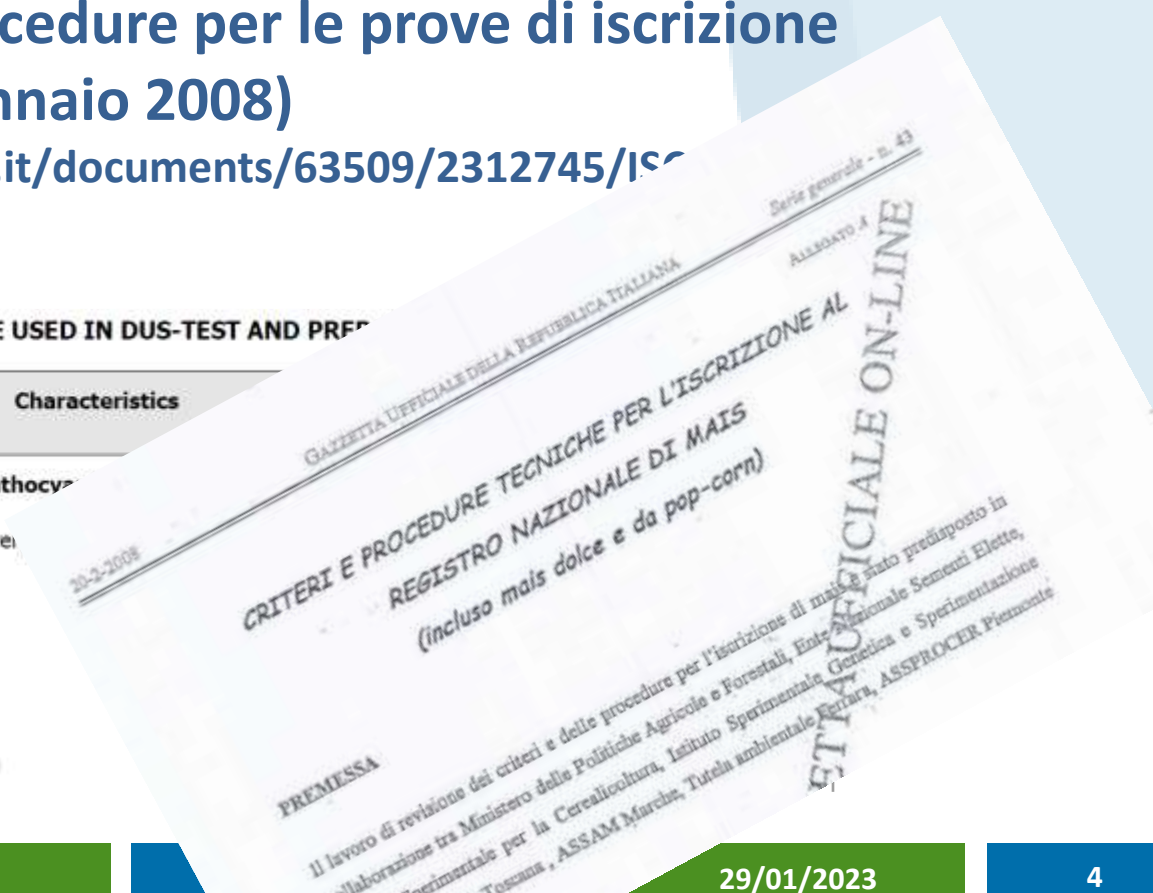 cedure per le prove di iscrizione
nnaio 2008)
.it/documents/63509/2312745/ISC
E USED IN DUS-TEST AND PREP
Characteristics
thocya
20-2-2008
GAZZETTA UFFICIALE DELLA REPUBBLICA ITALIANA
Serie generale - n. 43
ALLEGATO A
CRITERI E PROCEDURE TECNICHE PER L'ISCRIZIONE AL
REGISTRO NAZIONALE DI MAIS
(incluso mais dolce e da pop-corn)
PREMESSA
Il lavoro di revisione dei criteri e delle procedure per l'iscrizione di mais è stato predisposto in
collaborazione tra Ministero delle Politiche Agricole e Forestali, Ente Nazionale Sementi Elette,
Sperimentale per la Cerealicoltura, Istituto Sperimentale Genetica e Sperimentazione
Toscana, ASSAM Marche, Tutela ambientale Ferrara, ASSPROCER Piemonte
ETTA UFFICIALE ON-LINE
29/01/2023
4